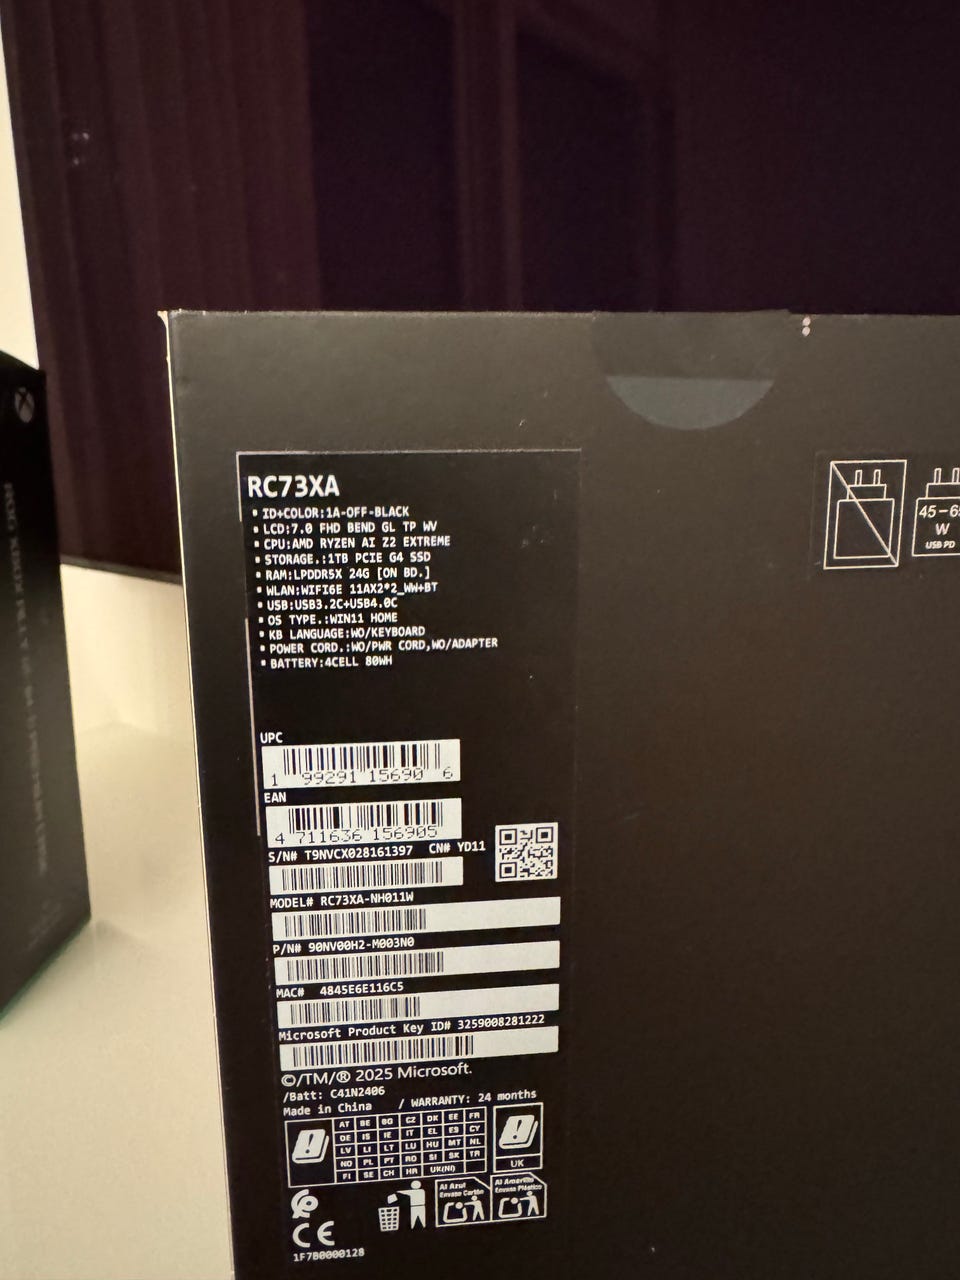 RC73XA
▪ ID+COLOR:1A-OFF-BLACK
▪ LCD:7.0 FHD BEND GL TP WV
▪ CPU:AMD RYZEN AI Z2 EXTREME
▪ STORAGE.:1TB PCIE G4 SSD
▪ RAM:LPDDR5X 24G [ON BD.]
▪ WLAN:WIFI6E 11AX2*2_WW+BT
▪ USB:USB3.2C+USB4.0C
▪ OS TYPE.:WIN11 HOME
▪ KB LANGUAGE:WO/KEYBOARD
▪ POWER CORD.:WO/PWR CORD,WO/ADAPTER
▪ BATTERY:4CELL 80WH
45-65
W
USB PD
UPC
1 99291 15690 6
EAN
4 711636 156905
S/N# T9NVCX028161397 CN# YD11
MODEL# RC73XA-NH011W
P/N# 90NV00H2-M003N0
MAC# 4845E6E116C5
Microsoft Product Key ID# 3259008281222
©/TM/® 2025 Microsoft.
/Batt: C41N2406
Made in China / WARRANTY: 24 months
AT BE BG CZ DK EE FR
DE IS IE IT EL ES CY
LV LI LT LU HU MT NL
NO PL PT RO SI SK TR
FI SE CH HR UK(NI)
UK
Al Azul
Envase Cartón
Al Amarillo
Envase Plástico
CE
1F7B0000128